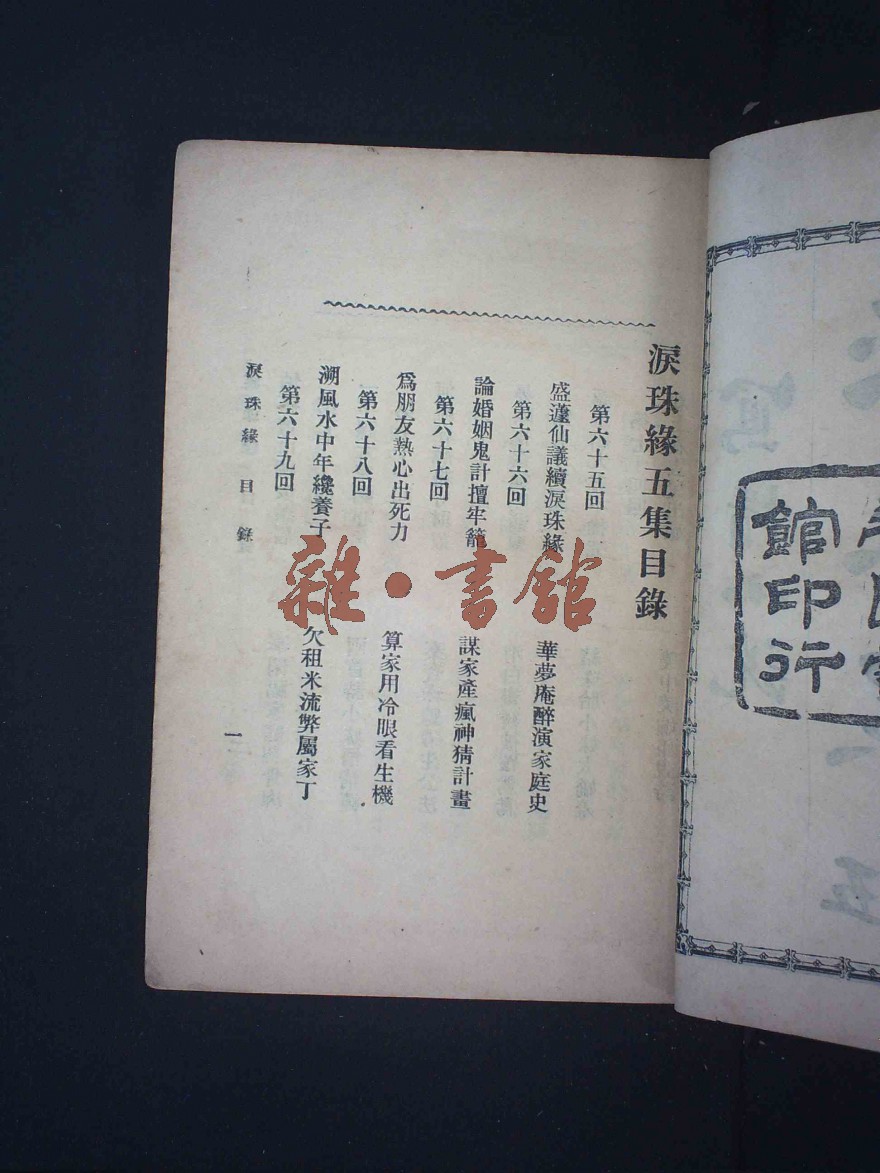 淚珠緣五集目錄
第六十五回
盛蘧仙議續淚珠緣 華夢庵醉演家庭史
第六十六回
論婚姻鬼計擅牢籠 謀家產瘋神猜計畫
第六十七回
爲朋友熱心出死力 算家用冷眼看生機
第六十八回
溯風水中年纔養子 欠租米流弊屬家丁
第六十九回
淚珠緣 目錄 一
雜·書館
館印行
五